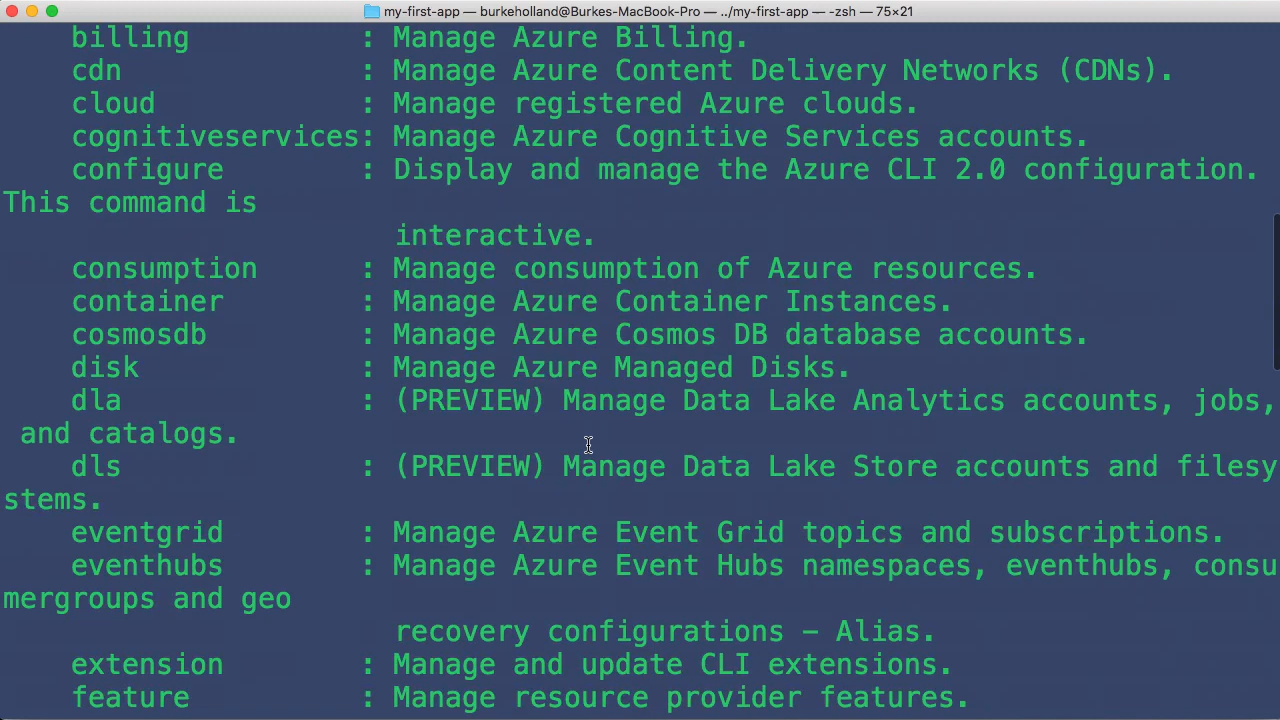 my-first-app — burkeholland@Burkes-MacBook-Pro — ../my-first-app — -zsh — 75×21
billing : Manage Azure Billing.
cdn : Manage Azure Content Delivery Networks (CDNs).
cloud : Manage registered Azure clouds.
cognitiveservices: Manage Azure Cognitive Services accounts.
configure : Display and manage the Azure CLI 2.0 configuration.
This command is
interactive.
consumption : Manage consumption of Azure resources.
container : Manage Azure Container Instances.
cosmosdb : Manage Azure Cosmos DB database accounts.
disk : Manage Azure Managed Disks.
dla : (PREVIEW) Manage Data Lake Analytics accounts, jobs,
and catalogs.
dls : (PREVIEW) Manage Data Lake Store accounts and filesy
stems.
eventgrid : Manage Azure Event Grid topics and subscriptions.
eventhubs : Manage Azure Event Hubs namespaces, eventhubs, consu
mergroups and geo
recovery configurations - Alias.
extension : Manage and update CLI extensions.
feature : Manage resource provider features.